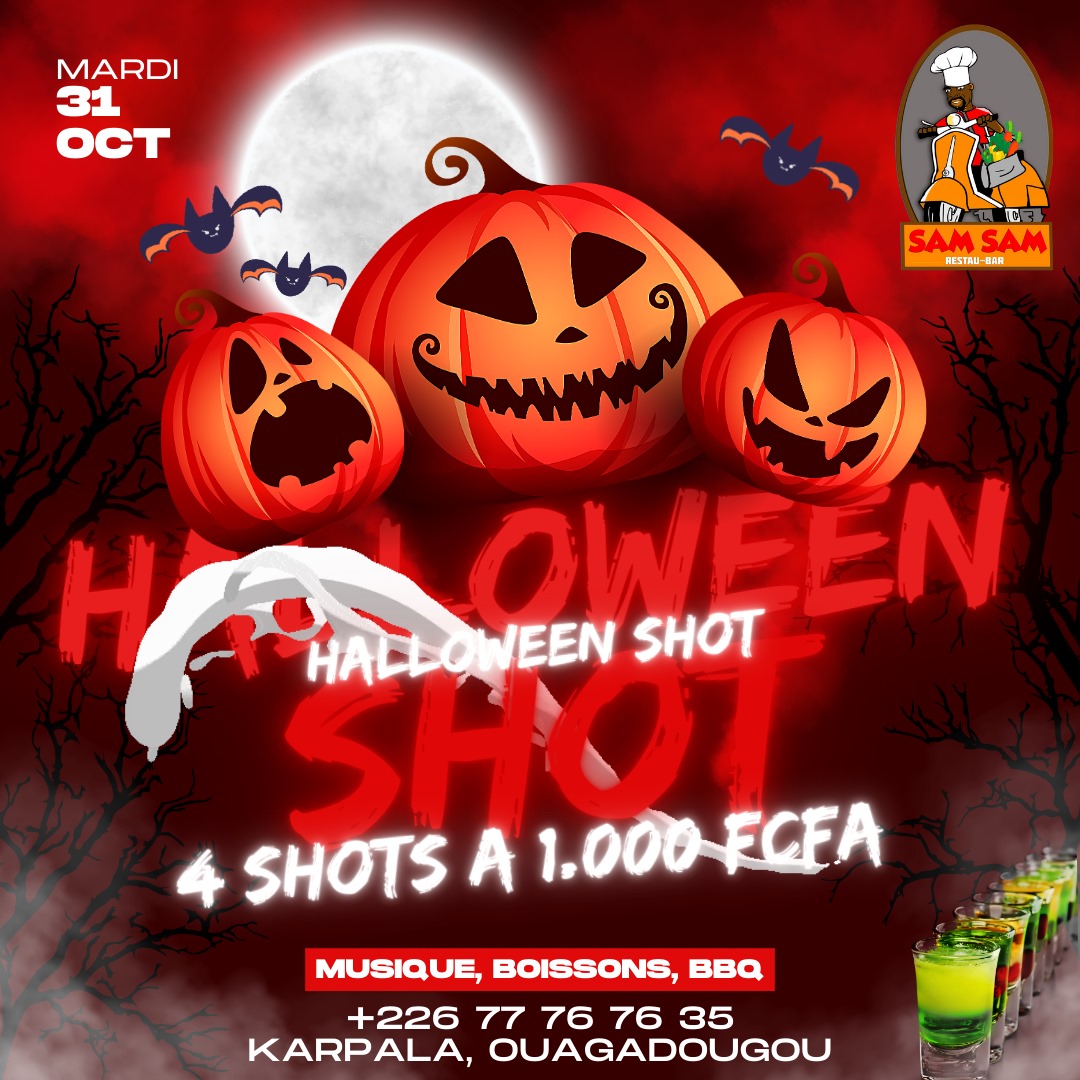 MARDI
31
OCT
SAM SAM
RESTAU-BAR
HALLOWEEN
HALLOWEEN SHOT
SHOT
4 SHOTS A 1.000 FCFA
MUSIQUE, BOISSONS, BBQ
+226 77 76 76 35
KARPALA, OUAGADOUGOU